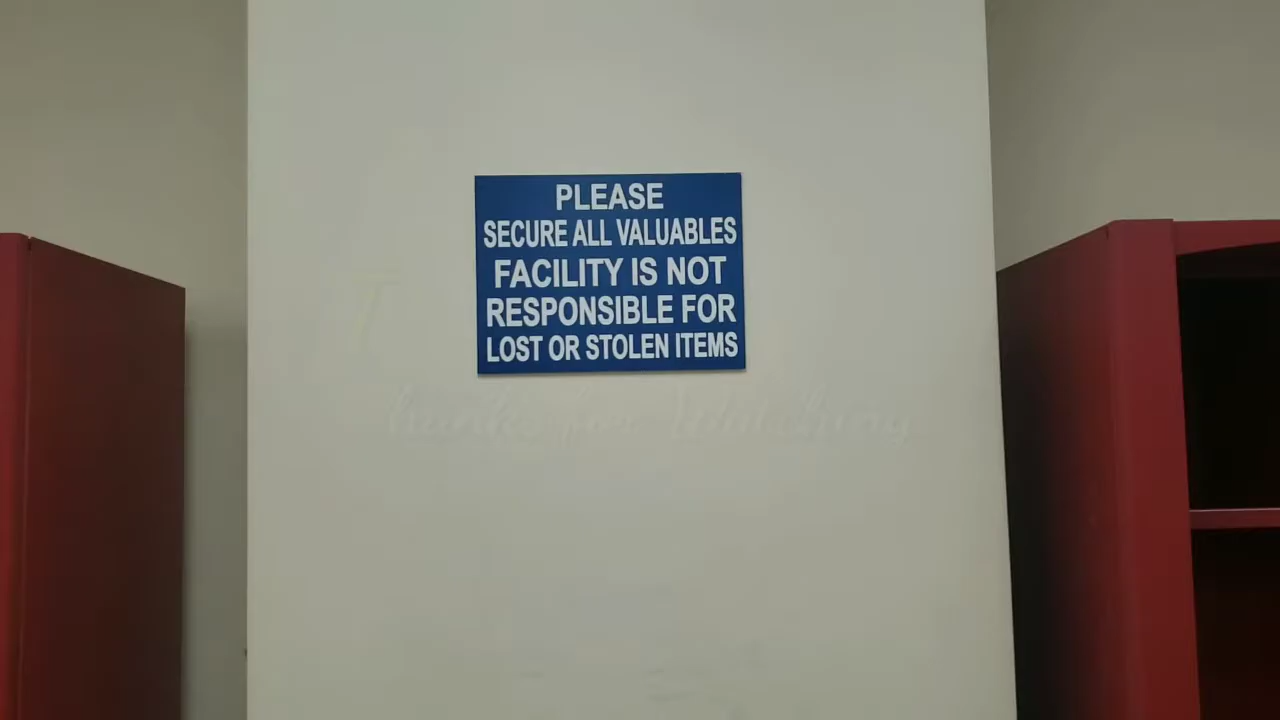 PLEASE
SECURE ALL VALUABLES
FACILITY IS NOT
RESPONSIBLE FOR
LOST OR STOLEN ITEMS